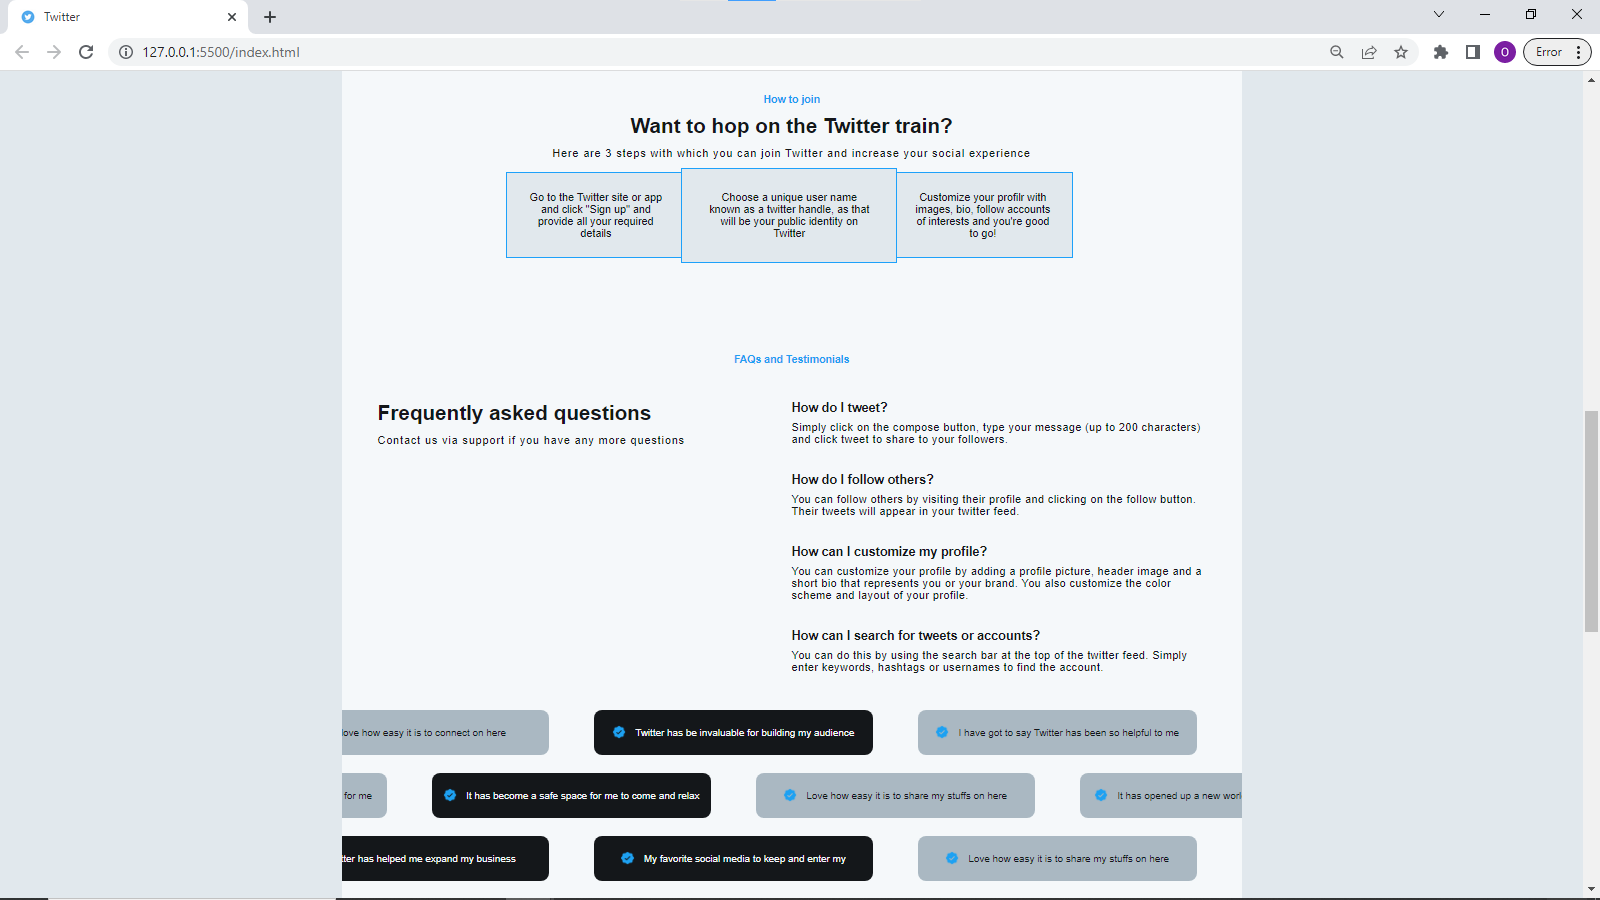 Twitter
127.0.0.1:5500/index.html
O
Error
How to join
Want to hop on the Twitter train?
Here are 3 steps with which you can join Twitter and increase your social experience
Go to the Twitter site or app
and click "Sign up" and
provide all your required
details
Choose a unique user name
known as a twitter handle, as that
will be your public identity on
Twitter
Customize your profilr with
images, bio, follow accounts
of interests and you're good
to go!
FAQs and Testimonials
Frequently asked questions
Contact us via support if you have any more questions
How do I tweet?
Simply click on the compose button, type your message (up to 200 characters)
and click tweet to share to your followers.
How do I follow others?
You can follow others by visiting their profile and clicking on the follow button.
Their tweets will appear in your twitter feed.
How can I customize my profile?
You can customize your profile by adding a profile picture, header image and a
short bio that represents you or your brand. You also customize the color
scheme and layout of your profile.
How can I search for tweets or accounts?
You can do this by using the search bar at the top of the twitter feed. Simply
enter keywords, hashtags or usernames to find the account.
love how easy it is to connect on here
Twitter has be invaluable for building my audience
I have got to say Twitter has been so helpful to me
for me
It has become a safe space for me to come and relax
Love how easy it is to share my stuffs on here
It has opened up a new
has helped me expand my business
My favorite social media to keep and enter my
Love how easy it is to share my stuffs on here